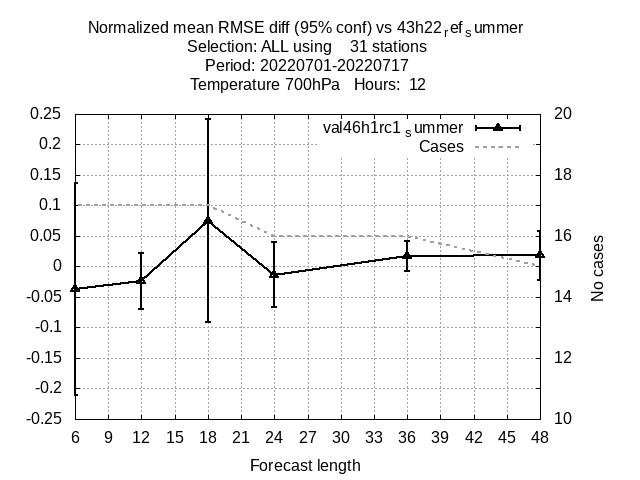 Normalized mean RMSE diff (95% conf) vs 43h22refsummer
Selection: ALL using 31 stations
Period: 20220701-20220717
Temperature 700hPa Hours: 12
0.25 20
val46h1rc1summer
0.2
Cases
0.15 18
0.1
0.05 16
0
-0.05 14
-0.1
-0.15 12
-0.2
-0.25 10
No cases
6 9 12 15 18 21 24 27 30 33 36 39 42 45 48
Forecast length